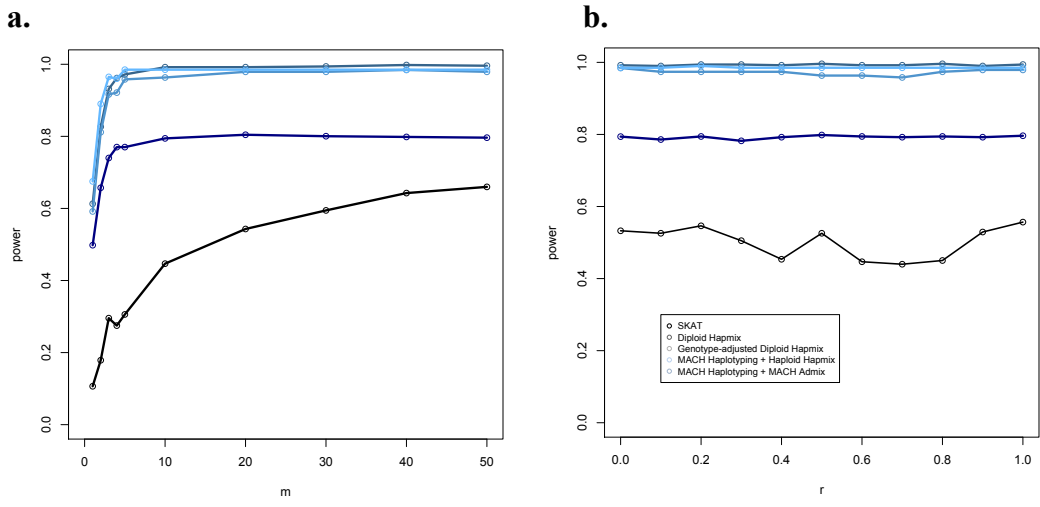 a.
b.
power
1.0
0.8
0.6
0.4
0.2
0.0
0 10 20 30 40 50
m
power
1.0
0.8
0.6
0.4
0.2
0.0
SKAT
Diploid Hapmix
Genotype-adjusted Diploid Hapmix
MACH Haplotyping + Haploid Hapmix
MACH Haplotyping + MACH Admix
0.0 0.2 0.4 0.6 0.8 1.0
r